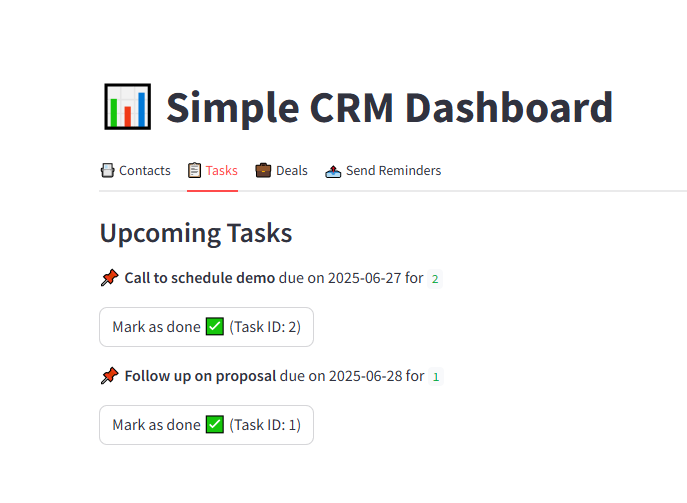 Simple CRM Dashboard
Contacts Tasks Deals Send Reminders
Upcoming Tasks
Call to schedule demo due on 2025-06-27 for 2
Mark as done ✅ (Task ID: 2)
Follow up on proposal due on 2025-06-28 for 1
Mark as done ✅ (Task ID: 1)